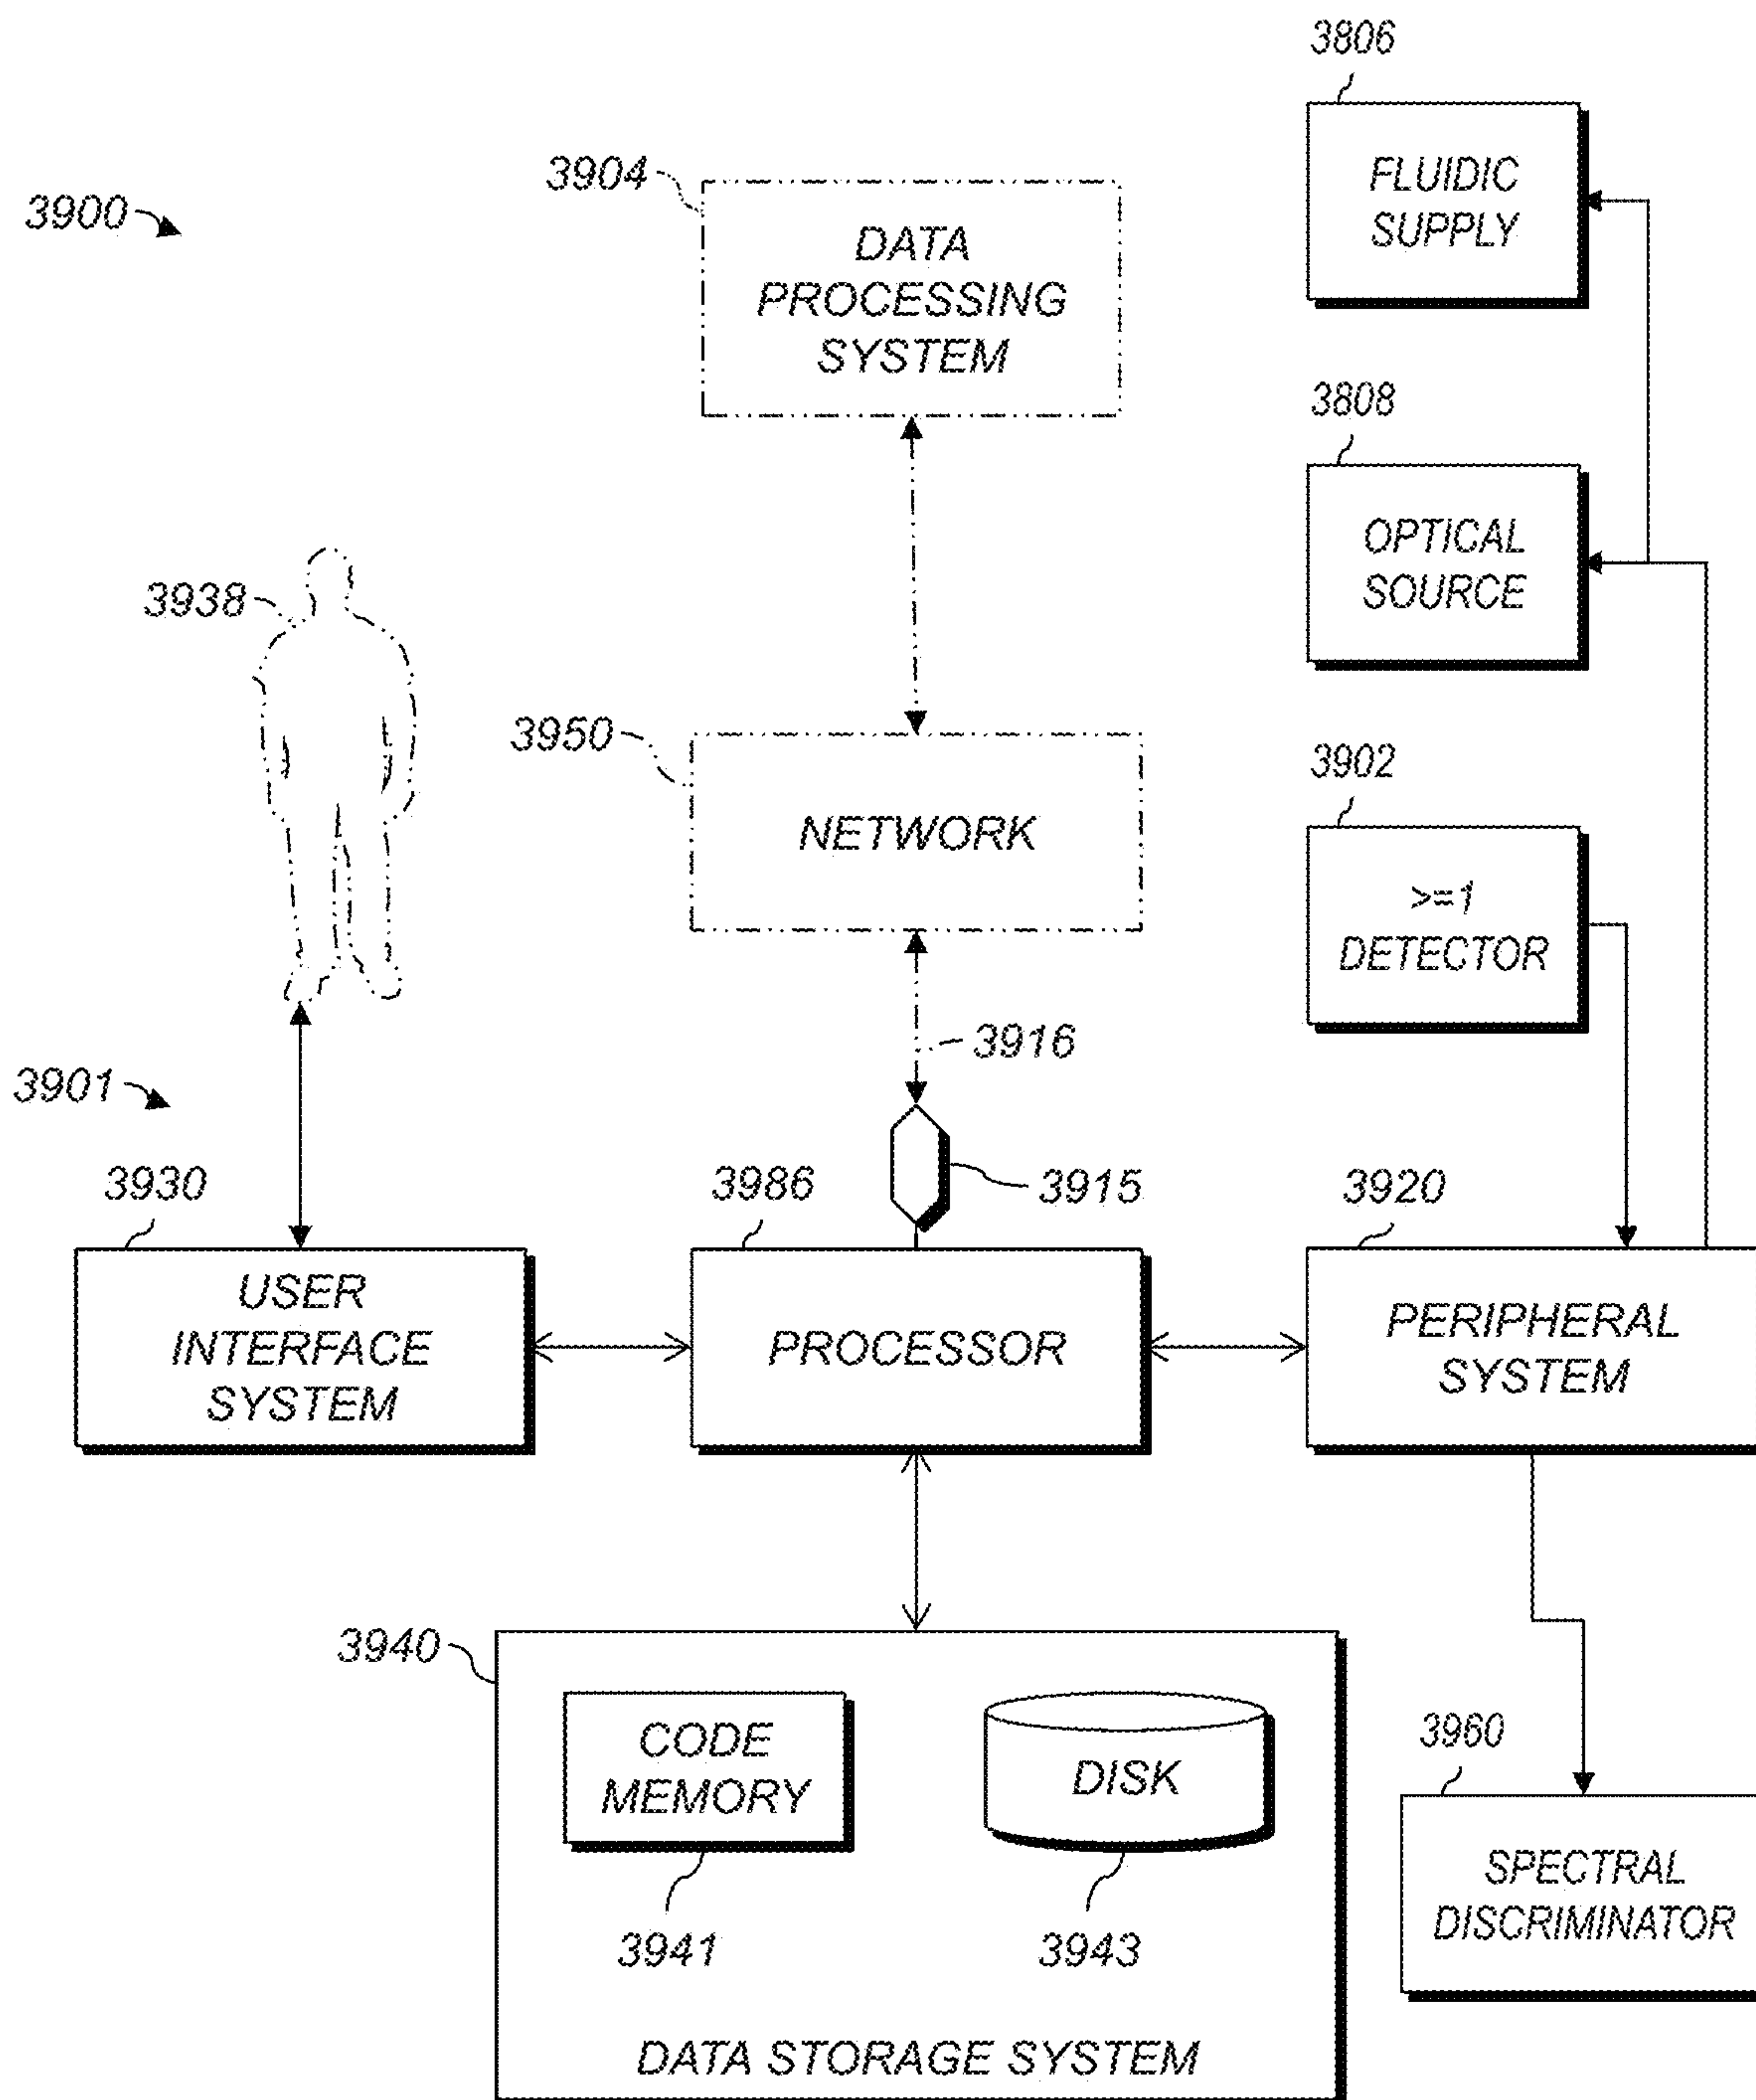 3806
FLUIDIC
SUPPLY
3904
3900
DATA
PROCESSING
SYSTEM
3808
OPTICAL
SOURCE
3938
3950
NETWORK
3902
>=1
DETECTOR
3916
3901
3930
3986
3915
3920
USER
INTERFACE
SYSTEM
PROCESSOR
PERIPHERAL
SYSTEM
3940
CODE
MEMORY
DISK
3941
3943
3960
SPECTRAL
DISCRIMINATOR
DATA STORAGE SYSTEM